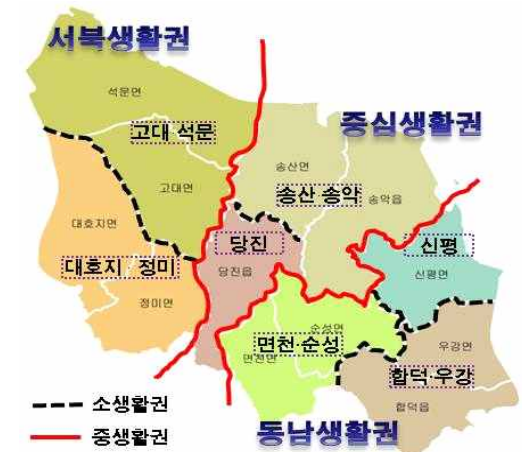 서북생활권
석문면
고대 석문
중심생활권
송산면
송산·송악
송악읍
고대면
대호지면
당진
신평
당진읍
신평면
대호지 정미
정미면
순성면
면천·순성
면천면
우강면
합덕·우강
합덕읍
소생활권
중생활권
동남생활권